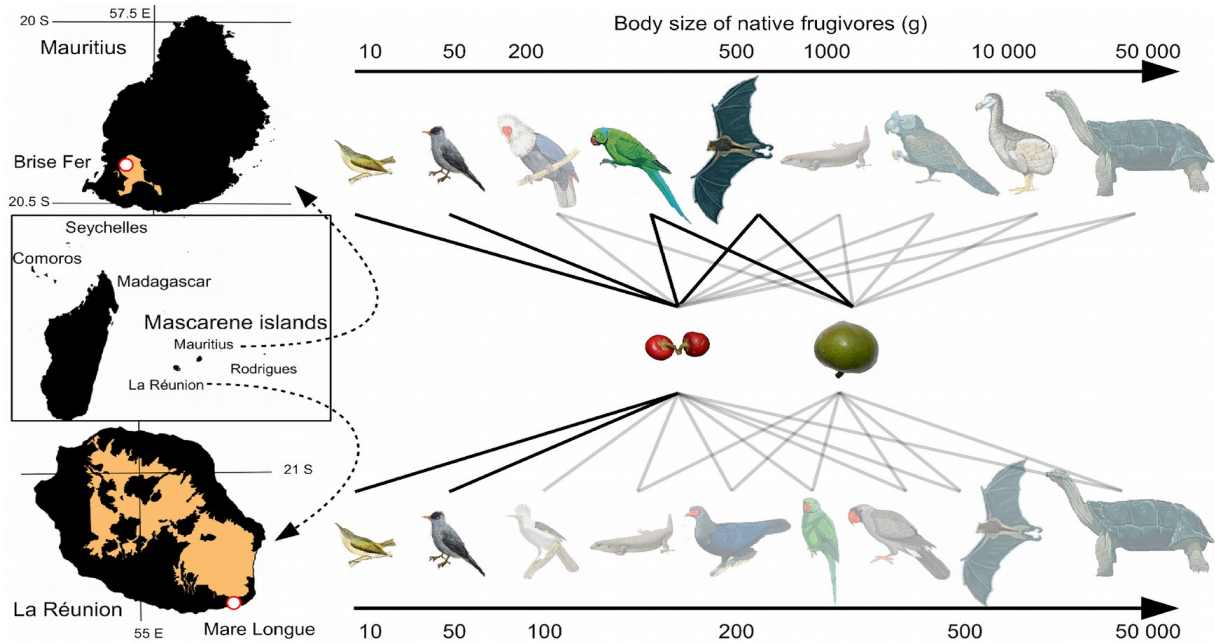 20 S
57.5 E
Mauritius
Brise Fer
20.5 S
Body size of native frugivores (g)
10
50
200
500
1000
10 000
50 000
Seychelles
Comoros
Madagascar
Mascarene islands
Mauritius
Rodrigues
La Réunion
21 S
La Réunion
55 E
Mare Longue
10
50
100
200
500
50 000